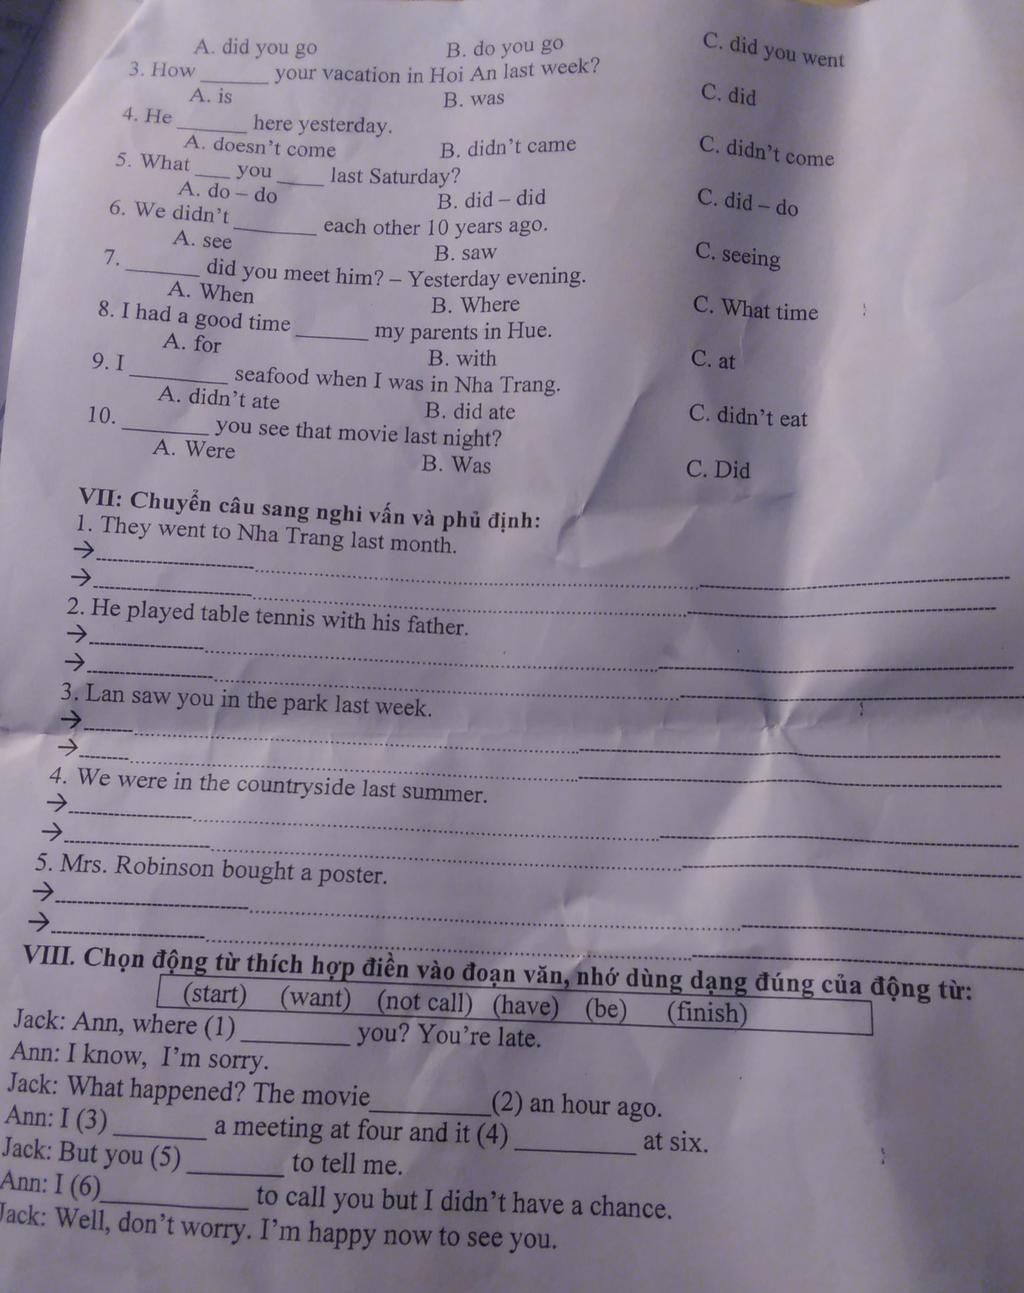 A. did you go B. do you go C. did you went
3. How ______ your vacation in Hoi An last week?
A. is B. was C. did
4. He ______ here yesterday.
A. doesn't come B. didn't came C. didn't come
5. What ___ you ____ last Saturday?
A. do – do B. did – did C. did – do
6. We didn't _______ each other 10 years ago.
A. see B. saw C. seeing
7. ______ did you meet him? – Yesterday evening.
A. When B. Where C. What time
8. I had a good time ______ my parents in Hue.
A. for B. with C. at
9. I ________ seafood when I was in Nha Trang.
A. didn't ate B. did ate C. didn't eat
10. _______ you see that movie last night?
A. Were B. Was C. Did
VII: Chuyển câu sang nghi vấn và phủ định:
1. They went to Nha Trang last month.
→
→
2. He played table tennis with his father.
→
→
3. Lan saw you in the park last week.
→
→
4. We were in the countryside last summer.
→
→
5. Mrs. Robinson bought a poster.
→
→
VIII. Chọn động từ thích hợp điền vào đoạn văn, nhớ dùng dạng đúng của động từ:
(start) (want) (not call) (have) (be) (finish)
Jack: Ann, where (1) _________ you? You're late.
Ann: I know, I'm sorry.
Jack: What happened? The movie__________(2) an hour ago.
Ann: I (3) ________ a meeting at four and it (4) __________ at six.
Jack: But you (5) ________ to tell me.
Ann: I (6)____________ to call you but I didn't have a chance.
Jack: Well, don't worry. I'm happy now to see you.